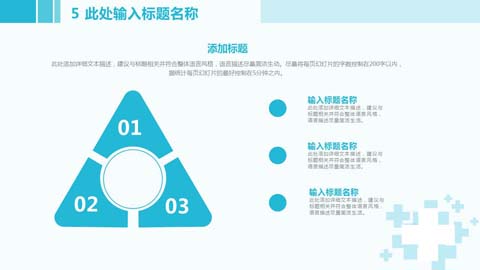 5 此处输入标题名称
添加标题
此处添加详细文本描述，建议与标题相关并符合整体语言风格，语言描述尽量简洁生动。尽量将每页幻灯片的字数控制在200字以内，
据统计每页幻灯片的最好控制在5分钟之内。
01
02
03
输入标题名称
此处添加详细文本描述，建议与
标题相关并符合整体语言风格，
语言描述尽量简洁生活。
输入标题名称
此处添加详细文本描述，建议与
标题相关并符合整体语言风格，
语言描述尽量简洁生活。
输入标题名称
此处添加详细文本描述，建议与
标题相关并符合整体语言风格，
语言描述尽量简洁生活。